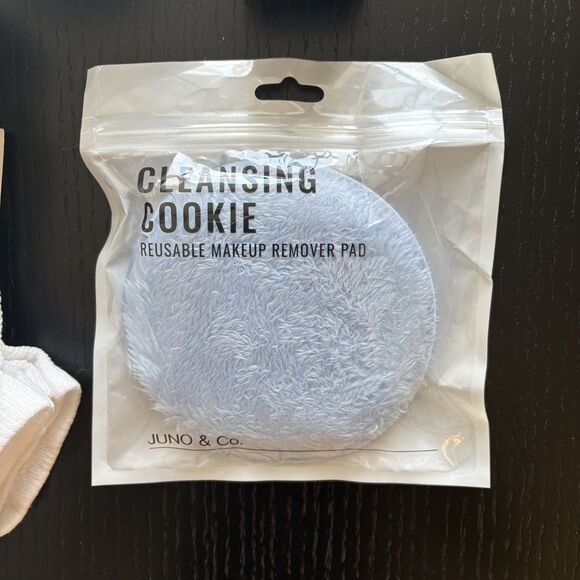 CLEANSING
COOKIE
REUSABLE MAKEUP REMOVER PAD
JUNO & Co.